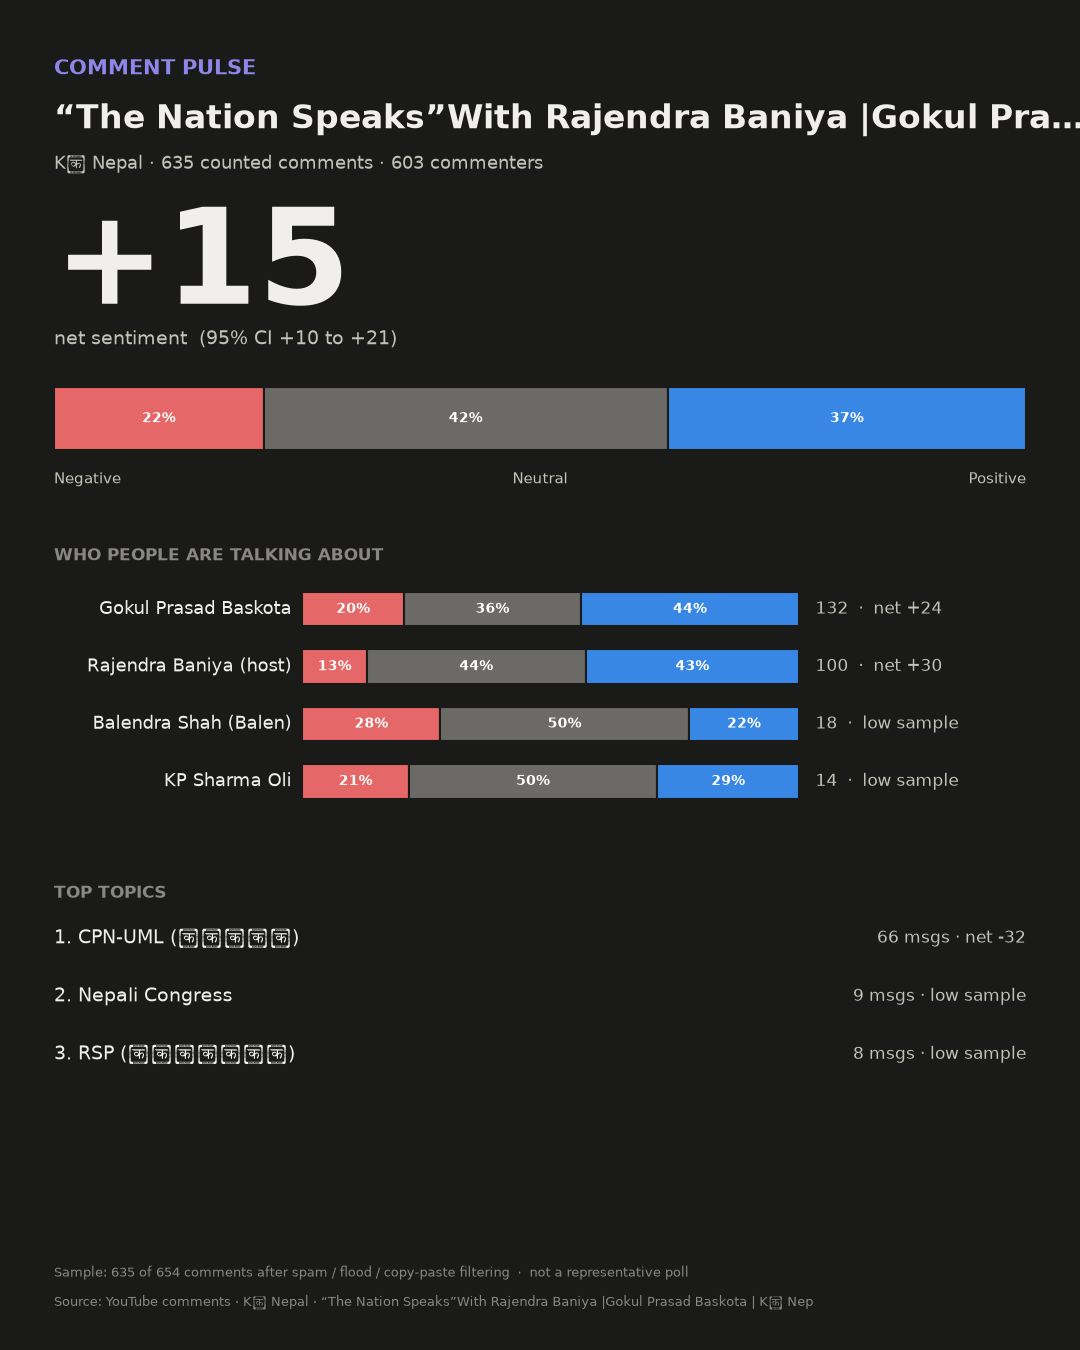 COMMENT PULSE
“The Nation Speaks”With Rajendra Baniya |Gokul Pra...
K Nepal · 635 counted comments · 603 commenters
+15
net sentiment (95% CI +10 to +21)
22% 42% 37%
Negative Neutral Positive
WHO PEOPLE ARE TALKING ABOUT
Gokul Prasad Baskota 20% 36% 44% 132 · net +24
Rajendra Baniya (host) 13% 44% 43% 100 · net +30
Balendra Shah (Balen) 28% 50% 22% 18 · low sample
KP Sharma Oli 21% 50% 29% 14 · low sample
TOP TOPICS
1. CPN-UML () 66 msgs · net -32
2. Nepali Congress 9 msgs · low sample
3. RSP () 8 msgs · low sample
Sample: 635 of 654 comments after spam / flood / copy-paste filtering · not a representative poll
Source: YouTube comments · K Nepal · “The Nation Speaks”With Rajendra Baniya |Gokul Prasad Baskota | K Nep